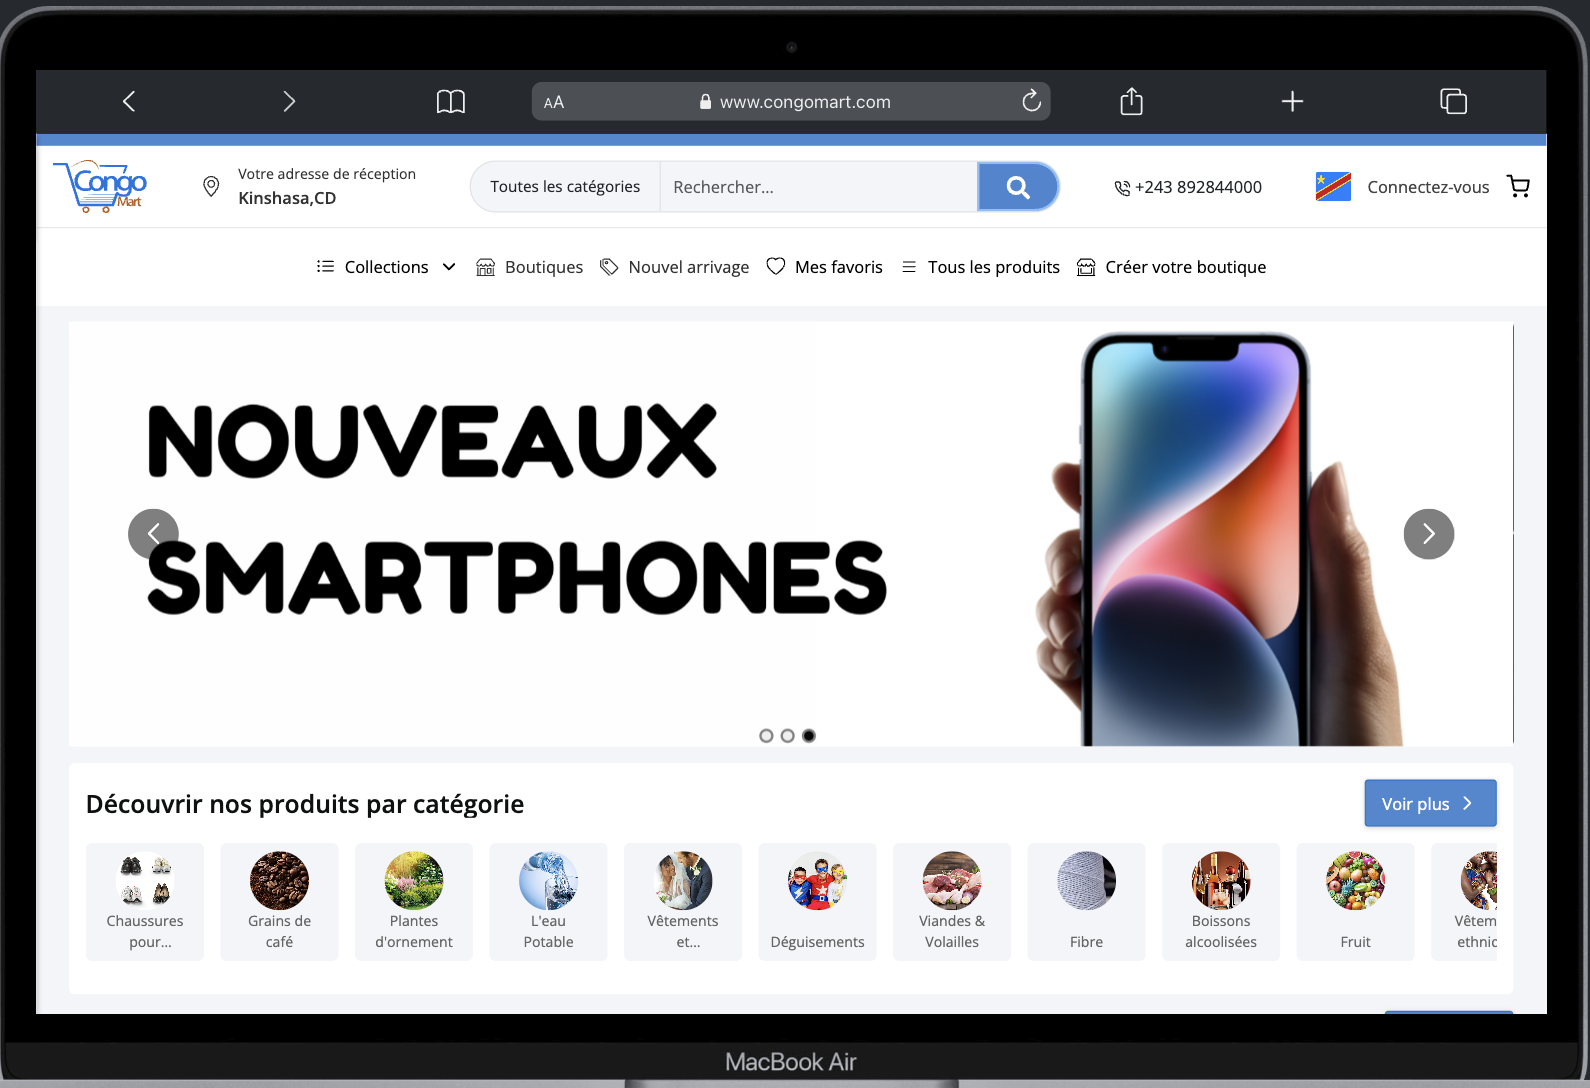 AA
www.congomart.com
Congo
Mart
Votre adresse de réception
Kinshasa,CD
Toutes les catégories
Rechercher...
+243 892844000
Connectez-vous
Collections
Boutiques
Nouvel arrivage
Mes favoris
Tous les produits
Créer votre boutique
NOUVEAUX
SMARTPHONES
Découvrir nos produits par catégorie
Voir plus
Chaussures
pour...
Grains de
café
Plantes
d'ornement
L'eau
Potable
Vêtements
et...
Déguisements
Viandes &
Volailles
Fibre
Boissons
alcoolisées
Fruit
Vêtem
ethnic
MacBook Air